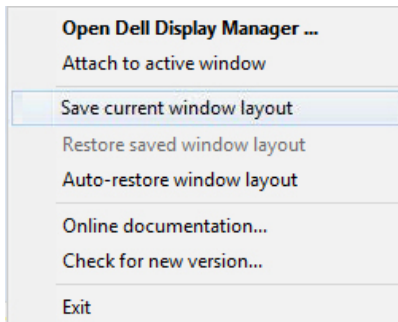 Open Dell Display Manager ...
Attach to active window
Save current window layout
Restore saved window layout
Auto-restore window layout
Online documentation...
Check for new version...
Exit